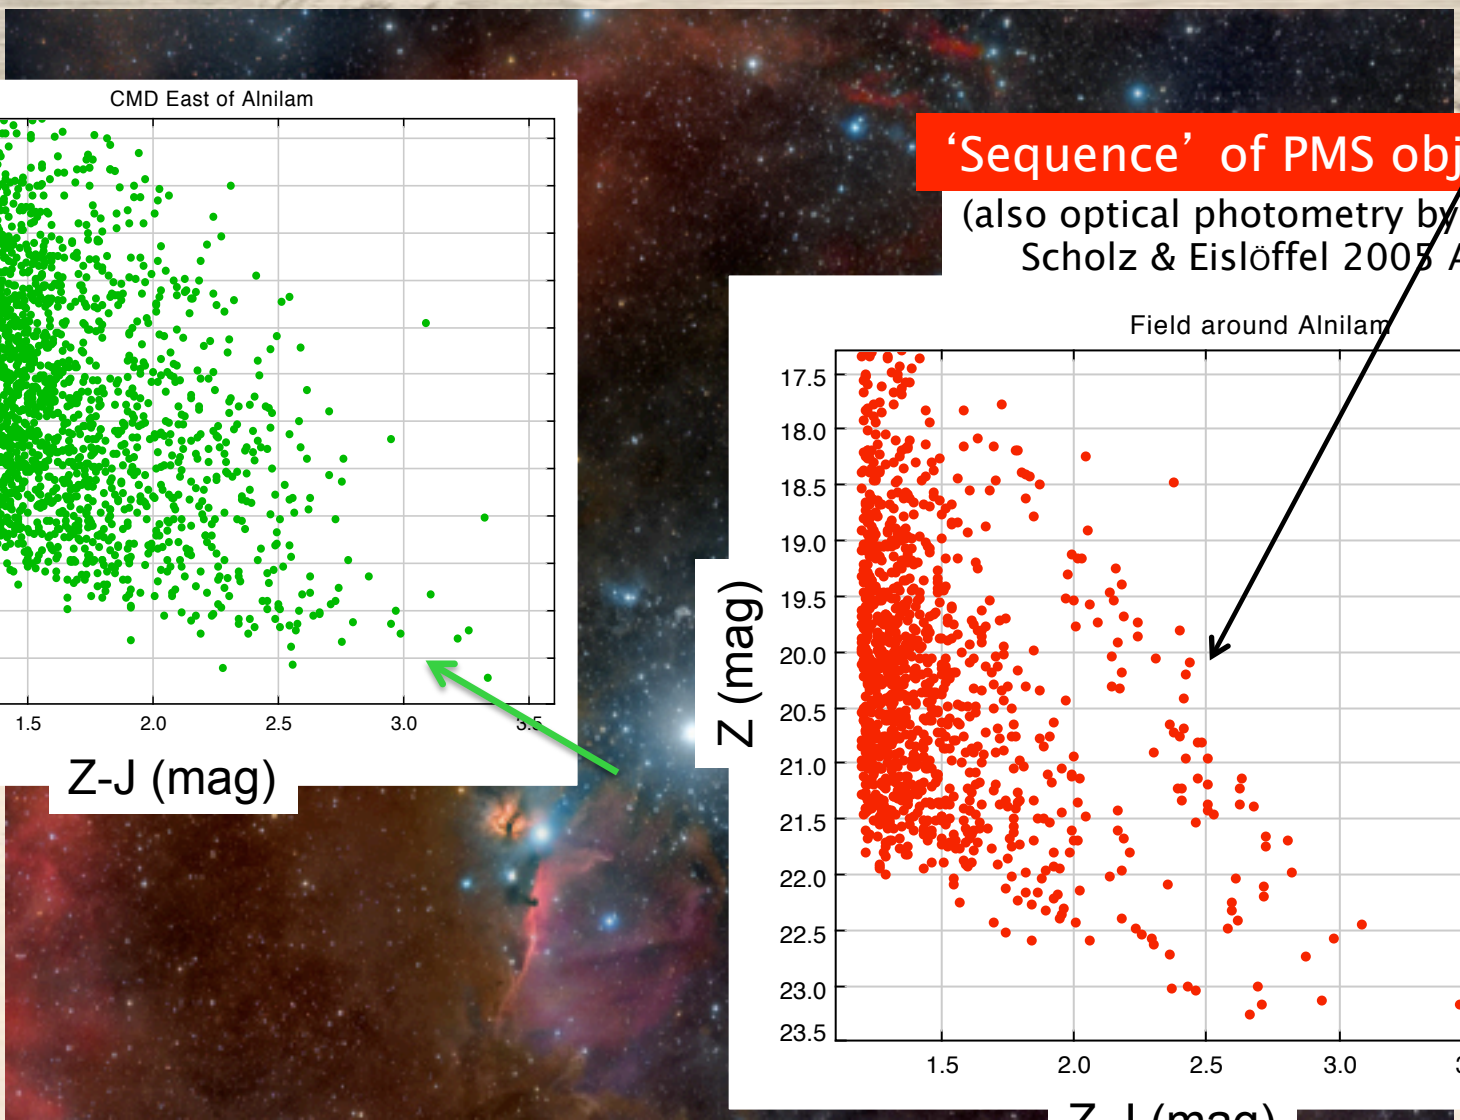 CMD East of Alnilam
1.5 2.0 2.5 3.0 3.5
Z-J (mag)
‘Sequence’ of PMS obj
(also optical photometry by
Scholz & Eislöffel 2005 A
Field around Alnilam
Z (mag)
17.5
18.0
18.5
19.0
19.5
20.0
20.5
21.0
21.5
22.0
22.5
23.0
23.5
1.5 2.0 2.5 3.0
Z-J (mag)